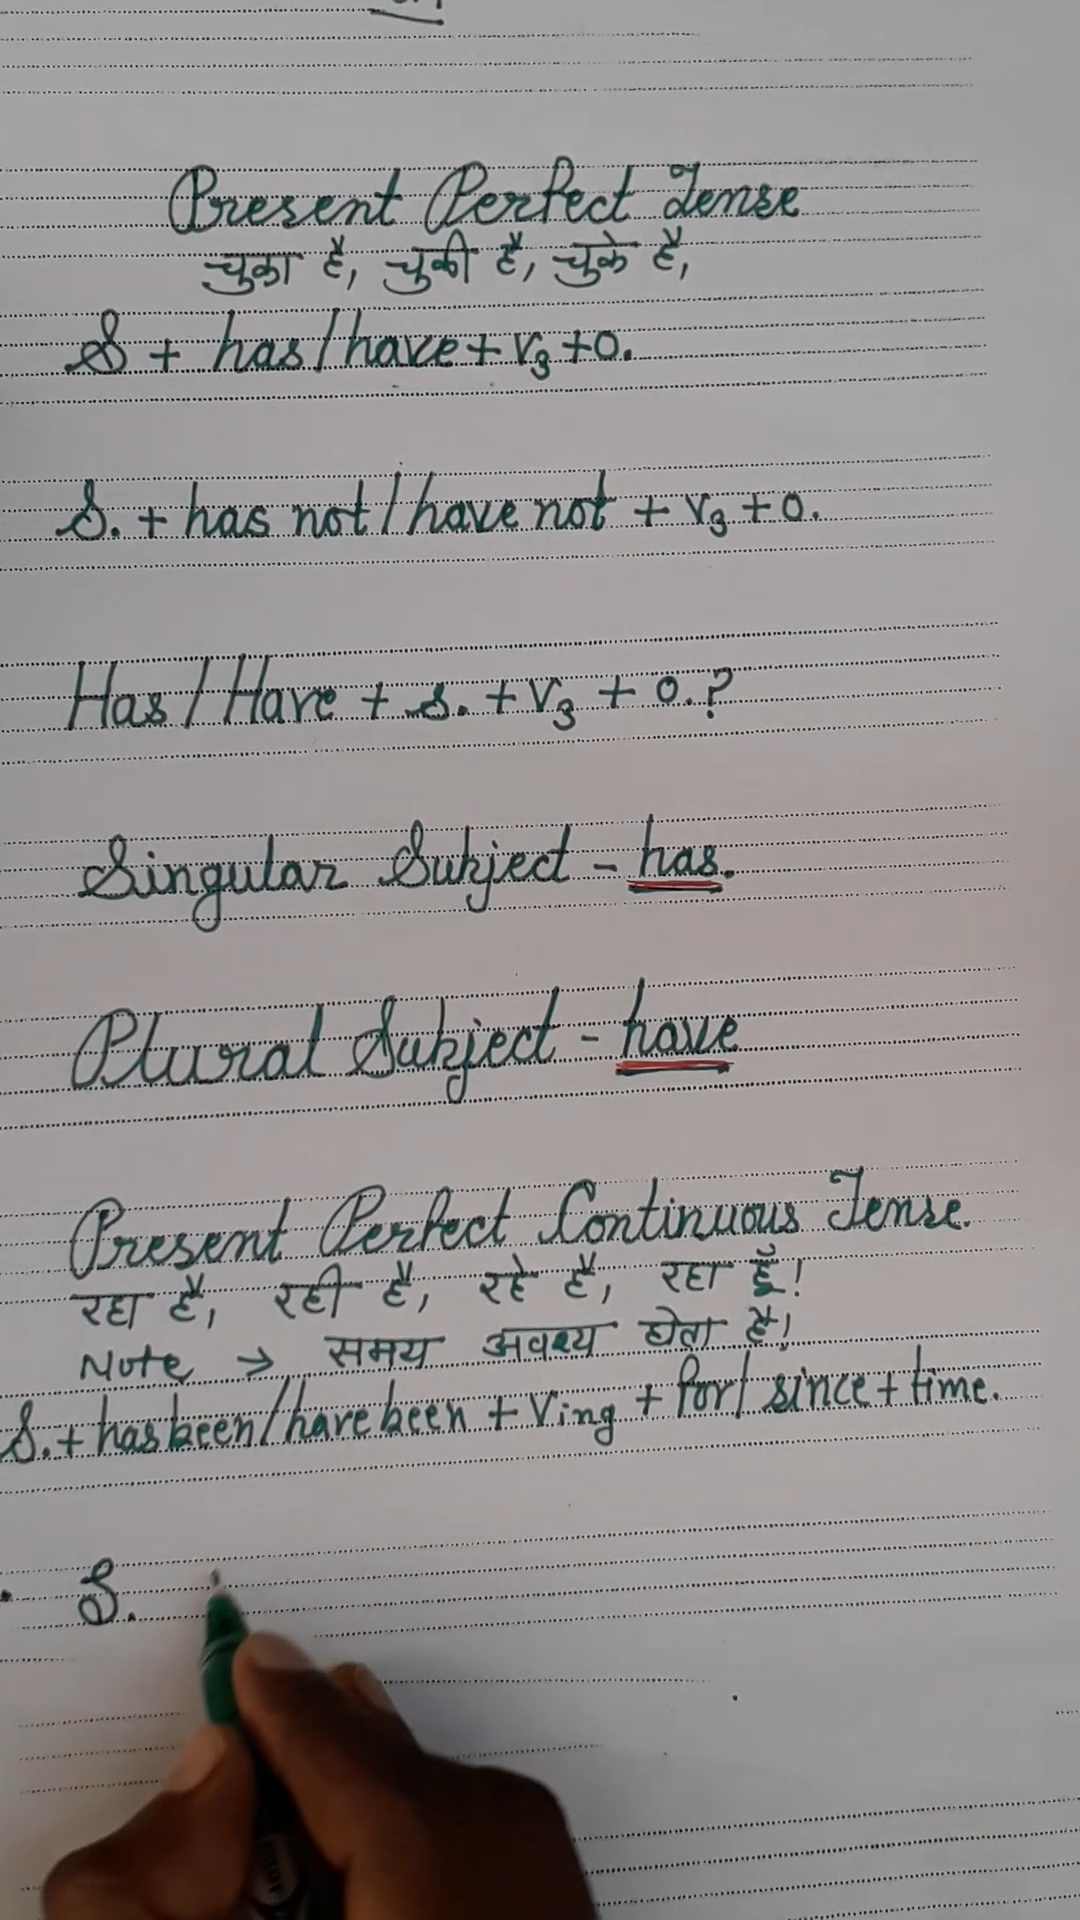 Present Perfect Tense
चुका है, चुकी है, चुके है,
S + has/have + V3 + O.
S. + has not/have not + V3 + O.
Has/Have + s. + V3 + O.?
Singular Subject - has.
Plural Subject - have
Present Perfect Continuous Tense.
रहा है, रही है, रहे है, रहा हूँ!
Note → समय अवश्य होता है।
S. + has been/have been + Ving + for/since + time.
S.